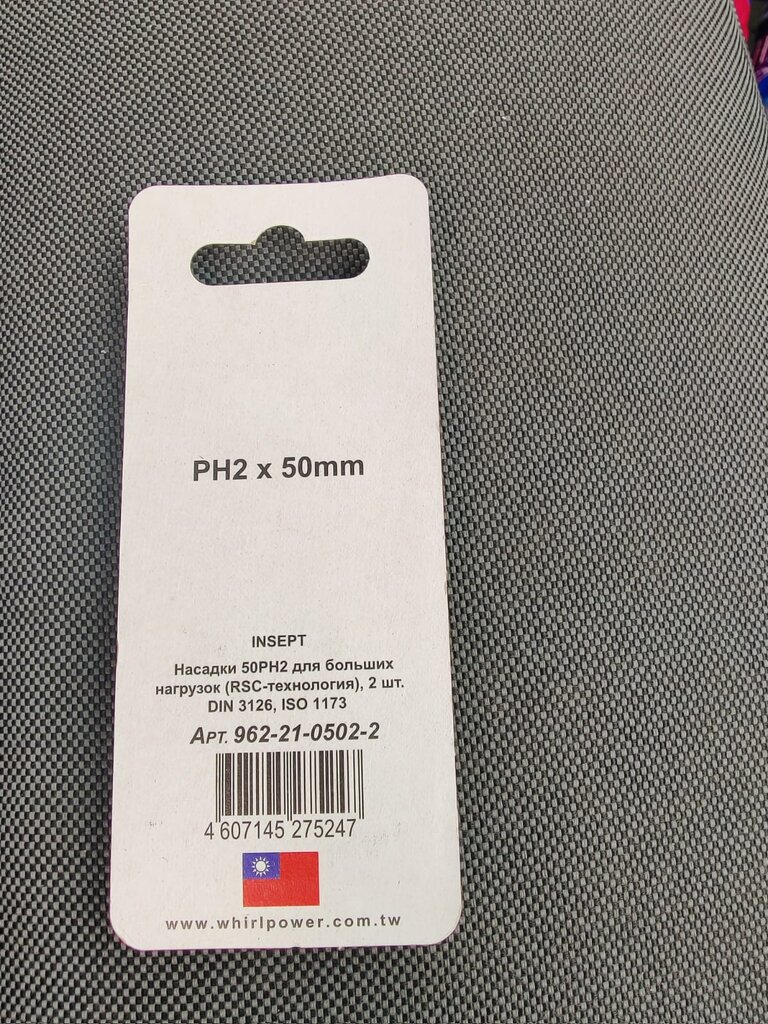 PH2 x 50mm
INSEPT
Насадки 50PH2 для больших
нагрузок (RSC-технология), 2 шт.
DIN 3126, ISO 1173
Арт. 962-21-0502-2
4 607145 275247
www.whirlpower.com.tw